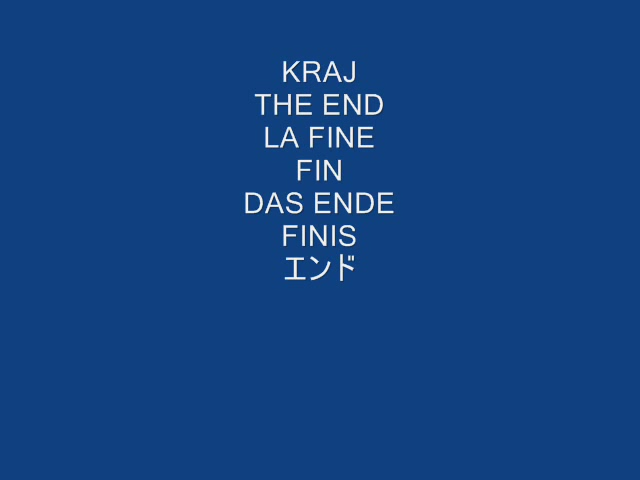 KRAJ
THE END
LA FINE
FIN
DAS ENDE
FINIS
エンド